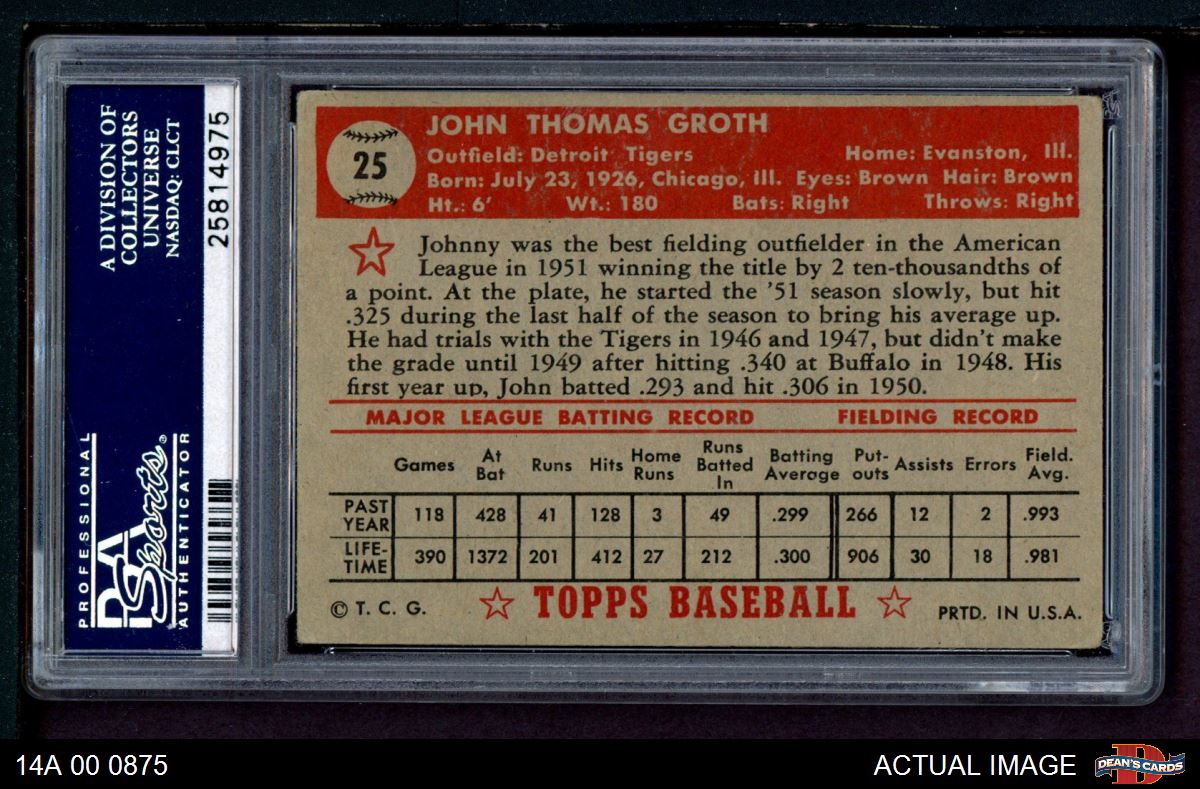 A DIVISION OF
COLLECTORS
UNIVERSE
NASDAQ: CLCT
25814975
PROFESSIONAL
PSA
Sports®
AUTHENTICATOR
25
JOHN THOMAS GROTH
Outfield: Detroit Tigers Home: Evanston, Ill.
Born: July 23, 1926, Chicago, Ill. Eyes: Brown Hair: Brown
Ht.: 6' Wt.: 180 Bats: Right Throws: Right
Johnny was the best fielding outfielder in the American
League in 1951 winning the title by 2 ten-thousandths of
a point. At the plate, he started the '51 season slowly, but hit
.325 during the last half of the season to bring his average up.
He had trials with the Tigers in 1946 and 1947, but didn't make
the grade until 1949 after hitting .340 at Buffalo in 1948. His
first year up, John batted .293 and hit .306 in 1950.
MAJOR LEAGUE BATTING RECORD FIELDING RECORD
Games At Bat Runs Hits Home Runs Runs Batted In Batting Average Put-outs Assists Errors Field. Avg.
PAST YEAR 118 428 41 128 3 49 .299 266 12 2 .993
LIFE-TIME 390 1372 201 412 27 212 .300 906 30 18 .981
© T. C. G. TOPPS BASEBALL PRTD. IN U.S.A.
14A 00 0875 ACTUAL IMAGE
D
DEAN'S CARDS